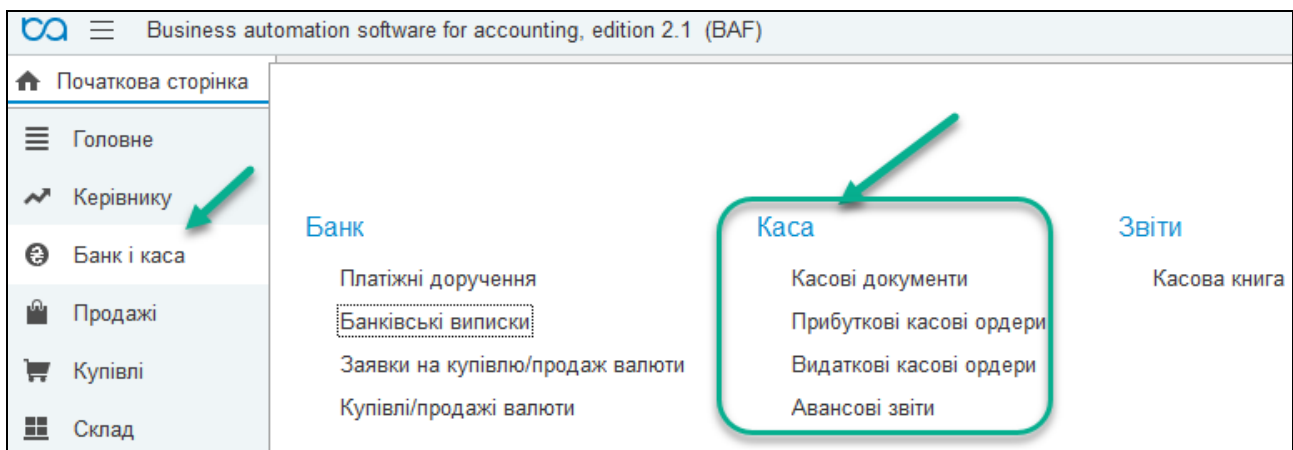 Business automation software for accounting, edition 2.1 (BAF)
Початкова сторінка
Головне
Керівнику
Банк і каса
Продажі
Купівлі
Склад
Банк
Платіжні доручення
Банківські виписки
Заявки на купівлю/продаж валюти
Купівлі/продажі валюти
Каса
Касові документи
Прибуткові касові ордери
Видаткові касові ордери
Авансові звіти
Звіти
Касова книга